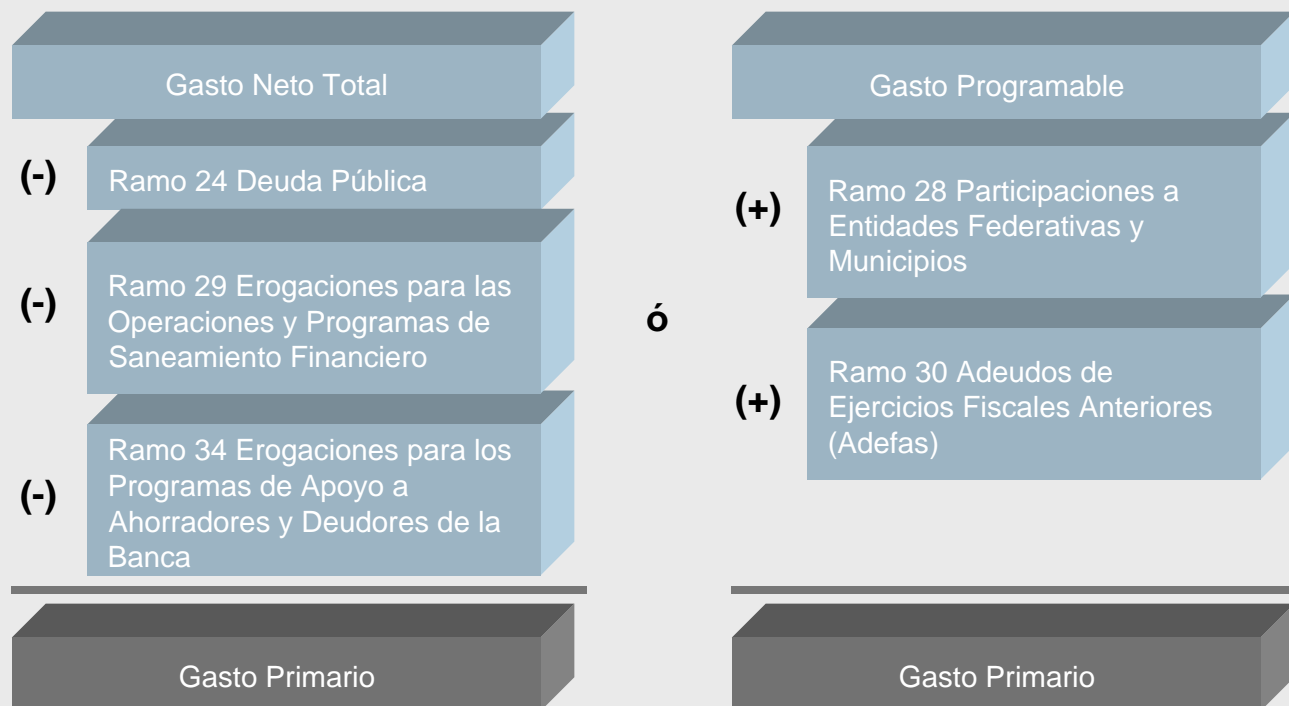 Gasto Neto Total
(-)
Ramo 24 Deuda Pública
(-)
Ramo 29 Erogaciones para las
Operaciones y Programas de
Saneamiento Financiero
(-)
Ramo 34 Erogaciones para los
Programas de Apoyo a
Ahorradores y Deudores de la
Banca
Gasto Primario
ó
Gasto Programable
(+)
Ramo 28 Participaciones a
Entidades Federativas y
Municipios
(+)
Ramo 30 Adeudos de
Ejercicios Fiscales Anteriores
(Adefas)
Gasto Primario